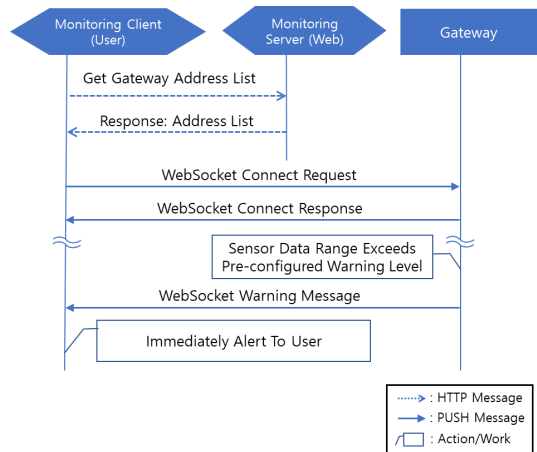 Monitoring Client
(User)
Monitoring
Server (Web)
Gateway
Get Gateway Address List
Response: Address List
WebSocket Connect Request
WebSocket Connect Response
Sensor Data Range Exceeds
Pre-configured Warning Level
WebSocket Warning Message
Immediately Alert To User
: HTTP Message
: PUSH Message
: Action/Work